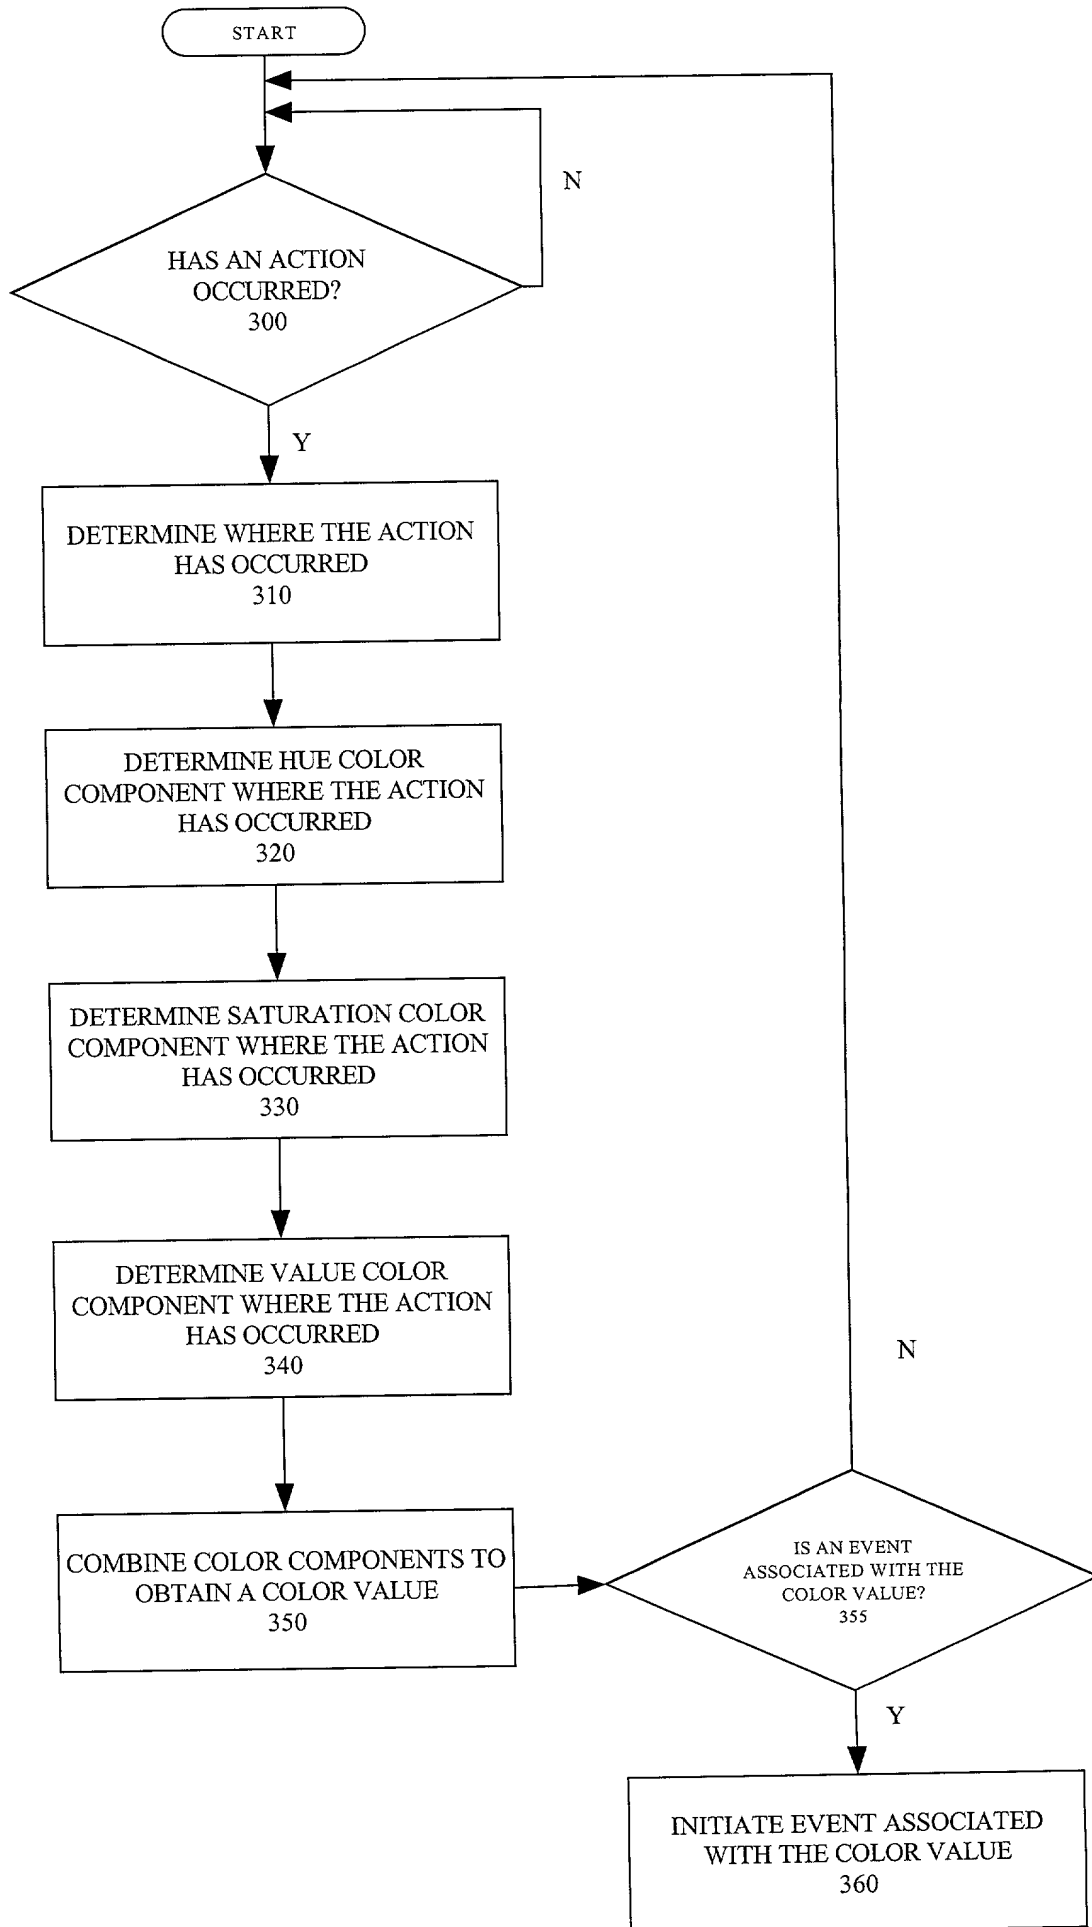 START
N
HAS AN ACTION
OCCURRED?
300
Y
DETERMINE WHERE THE ACTION
HAS OCCURRED
310
DETERMINE HUE COLOR
COMPONENT WHERE THE ACTION
HAS OCCURRED
320
DETERMINE SATURATION COLOR
COMPONENT WHERE THE ACTION
HAS OCCURRED
330
DETERMINE VALUE COLOR
COMPONENT WHERE THE ACTION
HAS OCCURRED
340
N
COMBINE COLOR COMPONENTS TO
OBTAIN A COLOR VALUE
350
IS AN EVENT
ASSOCIATED WITH THE
COLOR VALUE?
355
Y
INITIATE EVENT ASSOCIATED
WITH THE COLOR VALUE
360